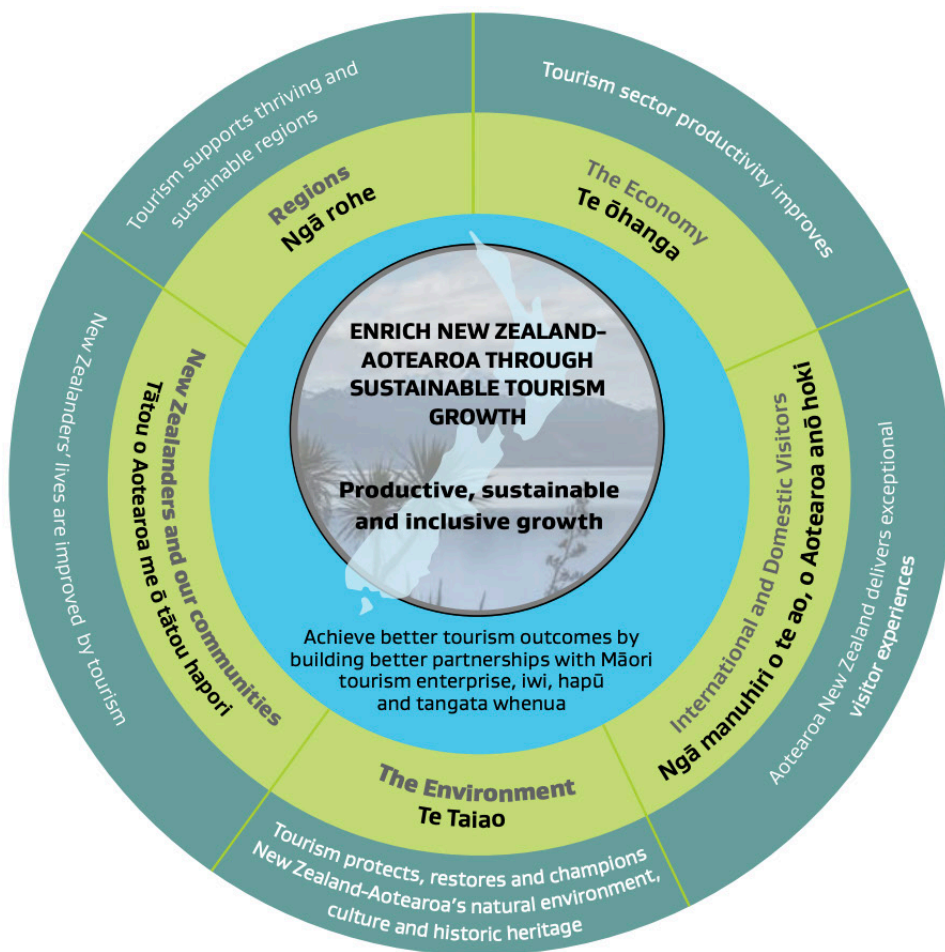 ENRICH NEW ZEALAND–
AOTEAROA THROUGH
SUSTAINABLE TOURISM
GROWTH
Productive, sustainable
and inclusive growth
Achieve better tourism outcomes by
building better partnerships with Māori
tourism enterprise, iwi, hapū
and tangata whenua
The Economy
Te ōhanga
Tourism sector productivity improves
International and Domestic Visitors
Ngā manuhiri o te ao, o Aotearoa anō hoki
Aotearoa New Zealand delivers exceptional
visitor experiences
The Environment
Te Taiao
Tourism protects, restores and champions
New Zealand–Aotearoa’s natural environment,
culture and historic heritage
New Zealanders and our communities
Tātou o Aotearoa me ō tātou hapori
New Zealanders’ lives are improved by tourism
Regions
Ngā rohe
Tourism supports thriving and
sustainable regions